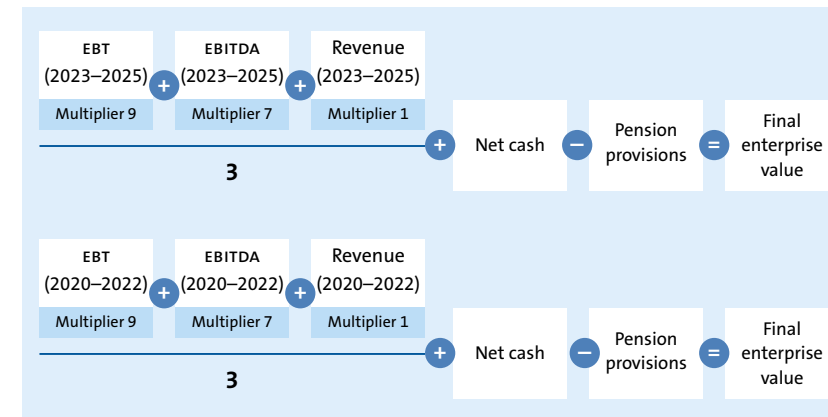 EBT EBITDA Revenue
(2023–2025) + (2023–2025) + (2023–2025)
Multiplier 9 Multiplier 7 Multiplier 1
3
+ Net cash − Pension provisions = Final enterprise value
EBT EBITDA Revenue
(2020–2022) + (2020–2022) + (2020–2022)
Multiplier 9 Multiplier 7 Multiplier 1
3
+ Net cash − Pension provisions = Final enterprise value